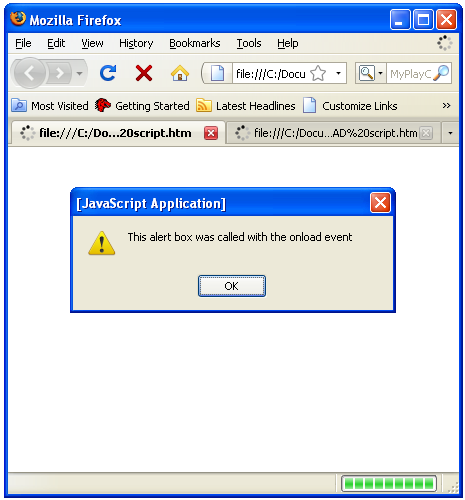 Mozilla Firefox
File Edit View History Bookmarks Tools Help
file:///C:/Docu MyPlayC
Most Visited Getting Started Latest Headlines Customize Links »
file:///C:/Do...20script.htm file:///C:/Docu...AD%20script.htm
[JavaScript Application]
This alert box was called with the onload event
OK